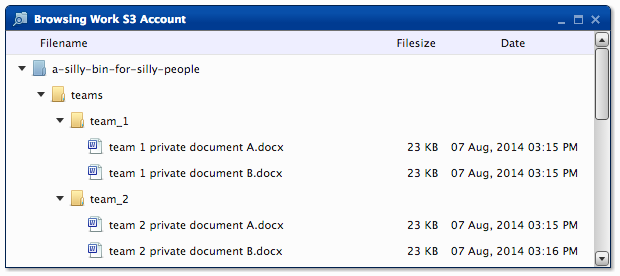 Browsing Work S3 Account
Filename Filesize Date
a-silly-bin-for-silly-people
teams
team_1
team 1 private document A.docx 23 KB 07 Aug, 2014 03:15 PM
team 1 private document B.docx 23 KB 07 Aug, 2014 03:15 PM
team_2
team 2 private document A.docx 23 KB 07 Aug, 2014 03:15 PM
team 2 private document B.docx 23 KB 07 Aug, 2014 03:16 PM